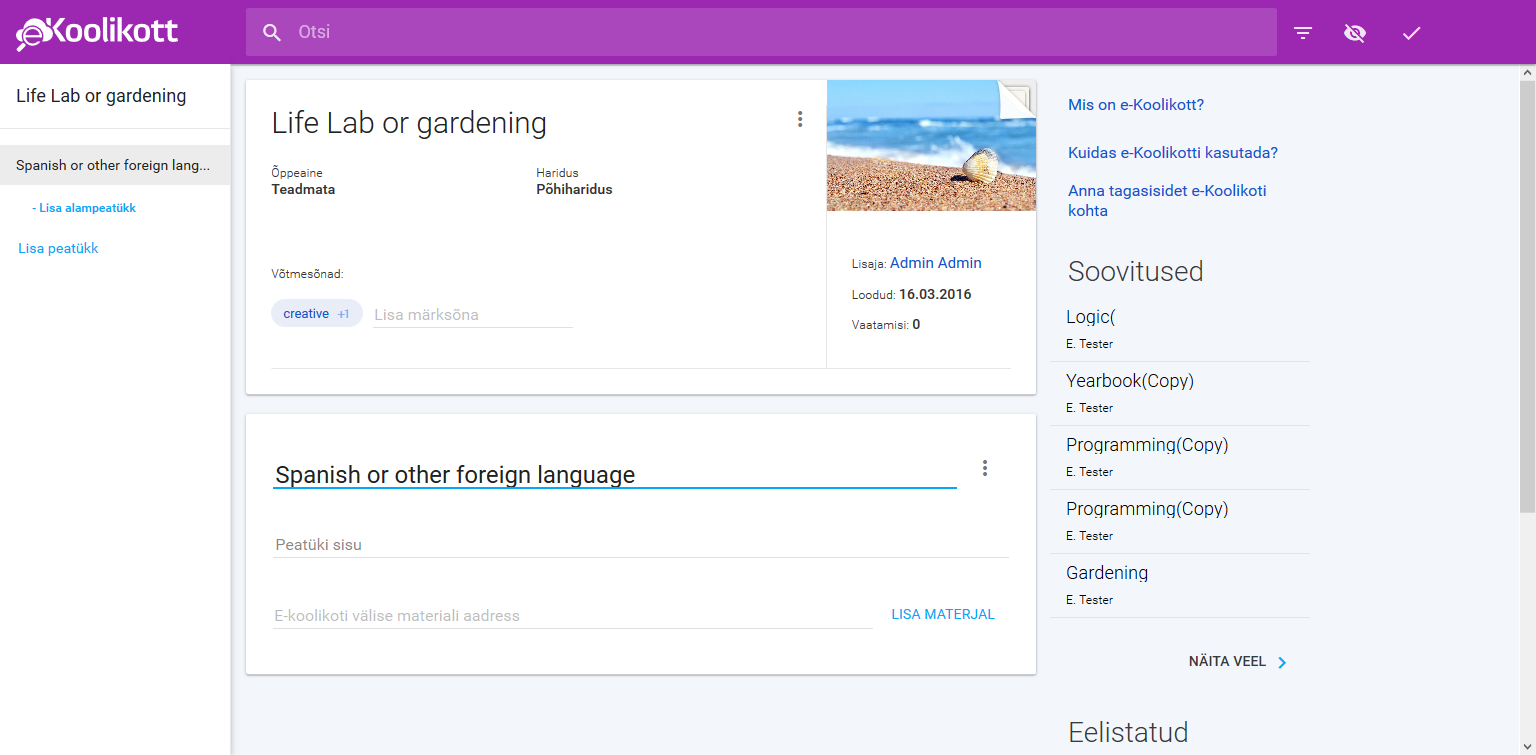 eKoolikott
Otsi
Life Lab or gardening
Spanish or other foreign lang...
- Lisa alampeatükk
Lisa peatükk
Life Lab or gardening
Õppeaine
Teadmata
Haridus
Põhiharidus
Võtmesõnad:
creative +1
Lisa märksõna
Lisaja: Admin Admin
Loodud: 16.03.2016
Vaatamisi: 0
Spanish or other foreign language
Peatüki sisu
E-koolikoti välise materiali aadress
LISA MATERJAL
Mis on e-Koolikott?
Kuidas e-Koolikotti kasutada?
Anna tagasisidet e-Koolikoti
kohta
Soovitused
Logic(
E. Tester
Yearbook(Copy)
E. Tester
Programming(Copy)
E. Tester
Programming(Copy)
E. Tester
Gardening
E. Tester
NÄITA VEEL
Eelistatud